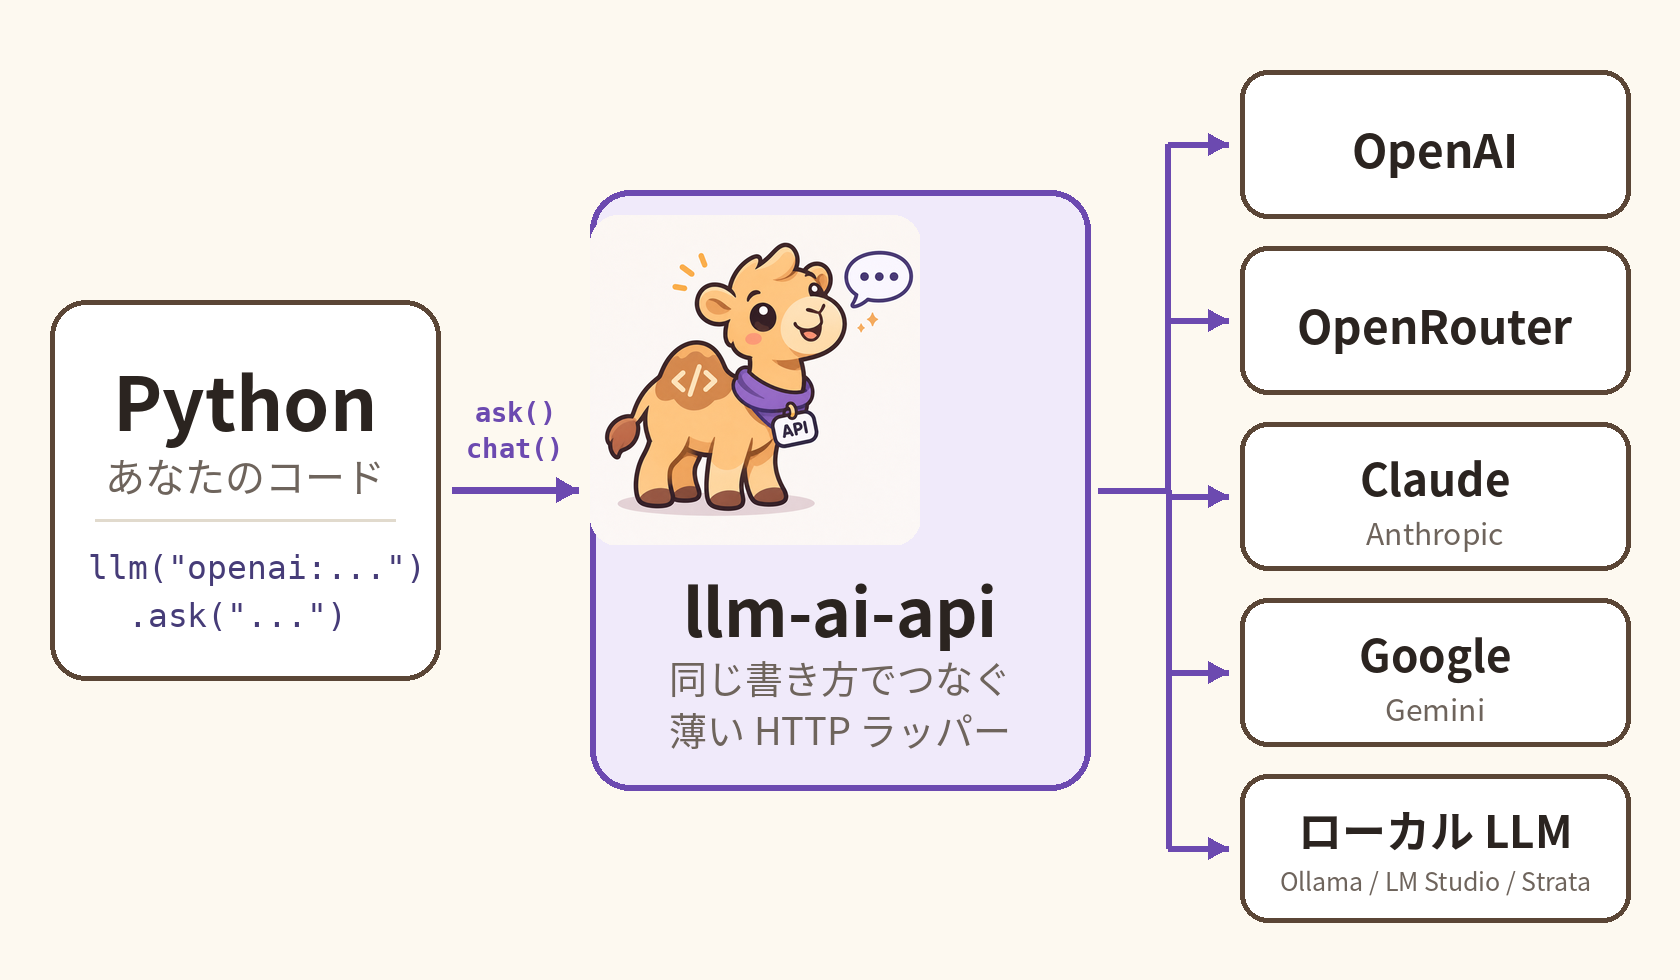 Python
あなたのコード
llm("openai:...")
.ask("...")
ask()
chat()
</>
API
llm-ai-api
同じ書き方でつなぐ
薄い HTTP ラッパー
OpenAI
OpenRouter
Claude
Anthropic
Google
Gemini
ローカル LLM
Ollama / LM Studio / Strata